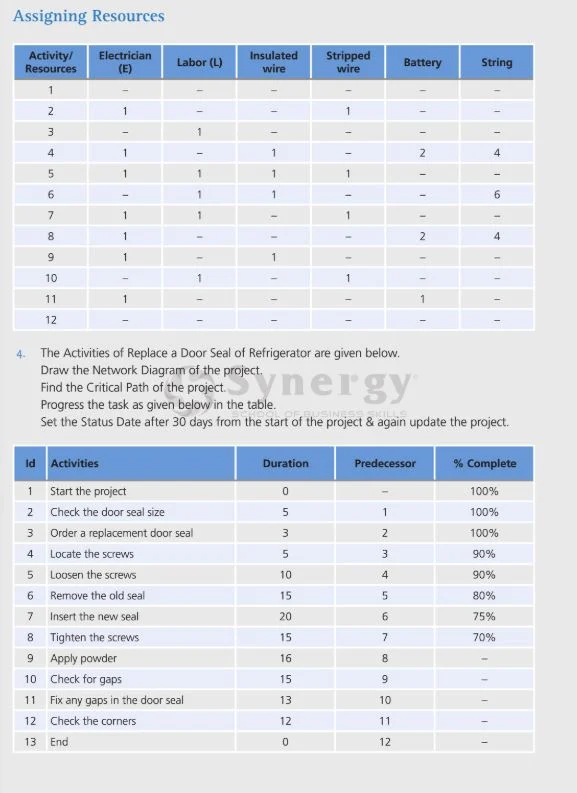 Assigning Resources
Activity/ Resources Electrician (E) Labor (L) Insulated wire Stripped wire Battery String
1 – – – – – –
2 1 – – 1 – –
3 – 1 – – – –
4 1 – 1 – 2 4
5 1 1 1 1 – –
6 – 1 1 – – 6
7 1 1 – 1 – –
8 1 – – – 2 4
9 1 – 1 – – –
10 – 1 – 1 – –
11 1 – – – 1 –
12 – – – – – –
4. The Activities of Replace a Door Seal of Refrigerator are given below.
Draw the Network Diagram of the project.
Find the Critical Path of the project.
Progress the task as given below in the table.
Set the Status Date after 30 days from the start of the project & again update the project.
Synergy
SCHOOL OF BUSINESS SKILLS
Id Activities Duration Predecessor % Complete
1 Start the project 0 – 100%
2 Check the door seal size 5 1 100%
3 Order a replacement door seal 3 2 100%
4 Locate the screws 5 3 90%
5 Loosen the screws 10 4 90%
6 Remove the old seal 15 5 80%
7 Insert the new seal 20 6 75%
8 Tighten the screws 15 7 70%
9 Apply powder 16 8 –
10 Check for gaps 15 9 –
11 Fix any gaps in the door seal 13 10 –
12 Check the corners 12 11 –
13 End 0 12 –